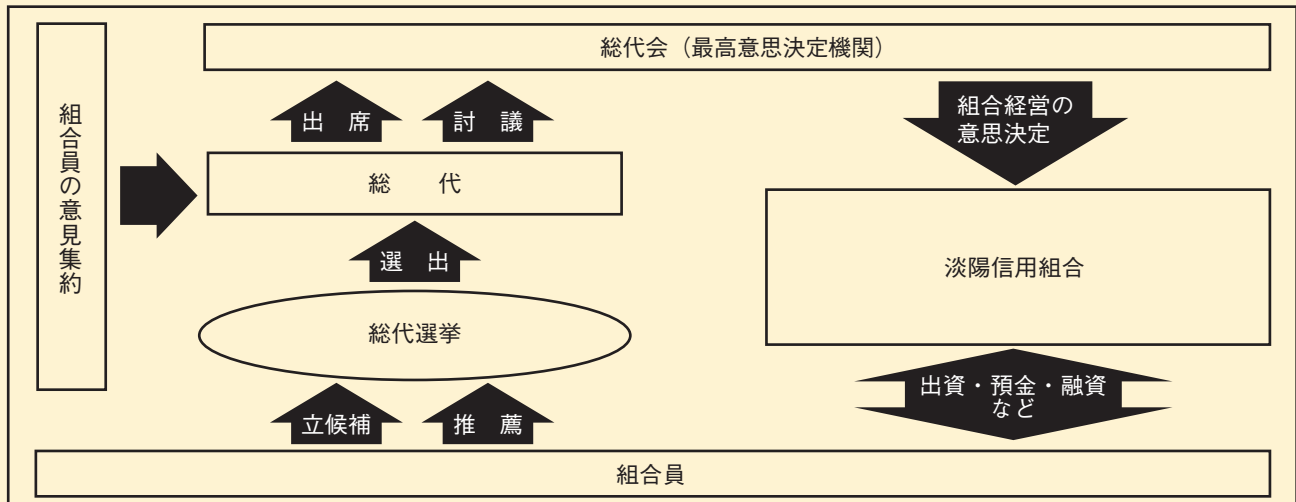 総代会（最高意思決定機関）
組合員の意見集約
出　席
討　議
組合経営の
意思決定
総　　代
選　出
淡陽信用組合
総代選挙
立候補
推　薦
出資・預金・融資
など
組合員